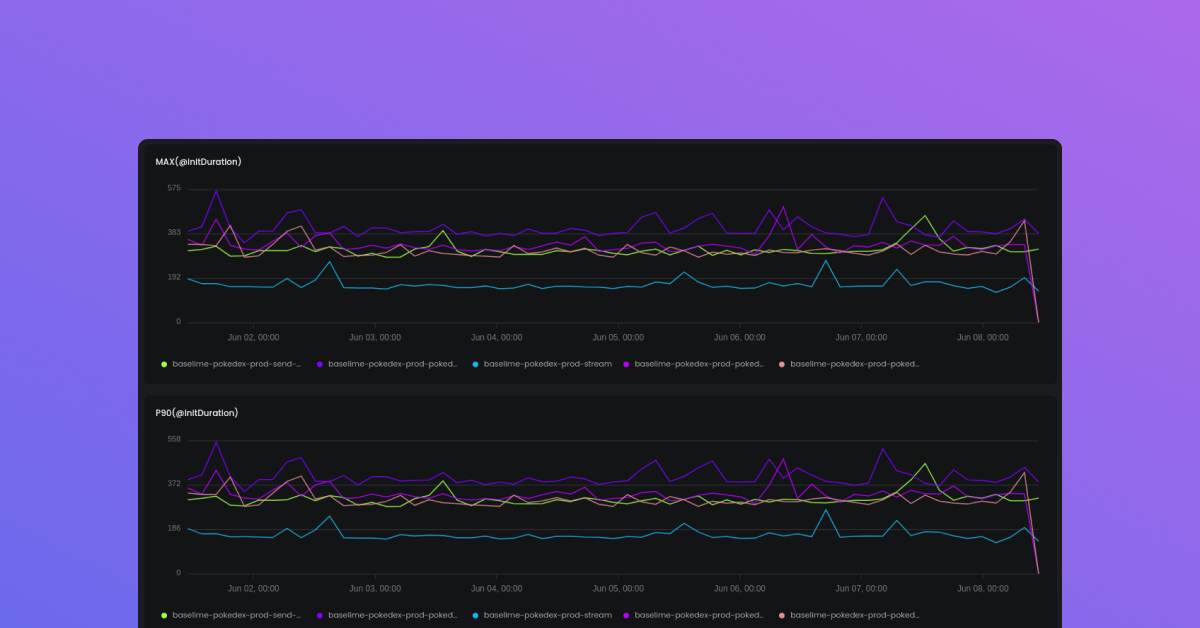 MAX(@initDuration)
575
383
192
0
Jun 02, 00:00 Jun 03, 00:00 Jun 04, 00:00 Jun 05, 00:00 Jun 06, 00:00 Jun 07, 00:00 Jun 08, 00:00
baselime-pokedex-prod-send-... baselime-pokedex-prod-poked... baselime-pokedex-prod-stream baselime-pokedex-prod-poked... baselime-pokedex-prod-poked...
P90(@initDuration)
558
372
186
0
Jun 02, 00:00 Jun 03, 00:00 Jun 04, 00:00 Jun 05, 00:00 Jun 06, 00:00 Jun 07, 00:00 Jun 08, 00:00
baselime-pokedex-prod-send-... baselime-pokedex-prod-poked... baselime-pokedex-prod-stream baselime-pokedex-prod-poked... baselime-pokedex-prod-poked...